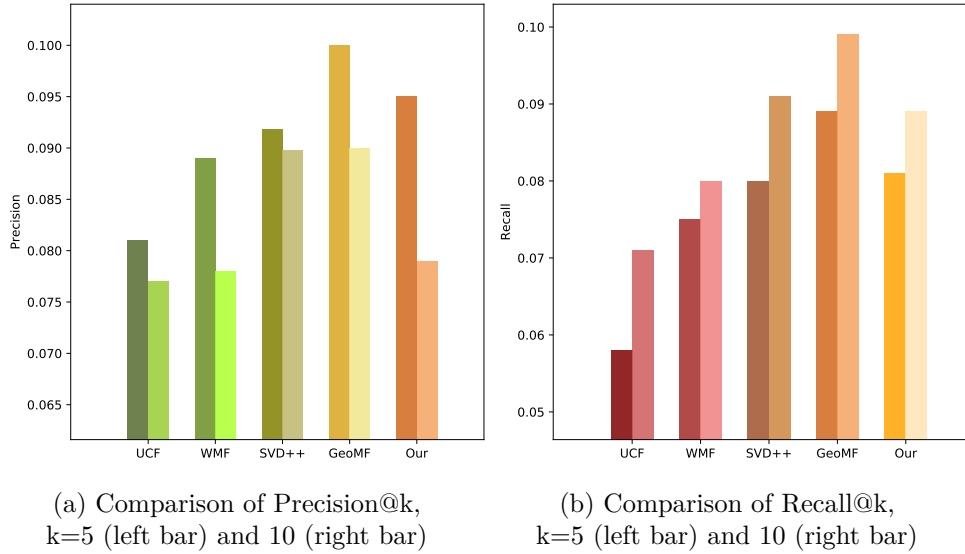 0.100
0.095
0.090
0.085
0.080
0.075
0.070
0.065
Precision
UCF WMF SVD++ GeoMF Our
(a) Comparison of Precision@k,
k=5 (left bar) and 10 (right bar)
0.10
0.09
0.08
0.07
0.06
0.05
Recall
UCF WMF SVD++ GeoMF Our
(b) Comparison of Recall@k,
k=5 (left bar) and 10 (right bar)